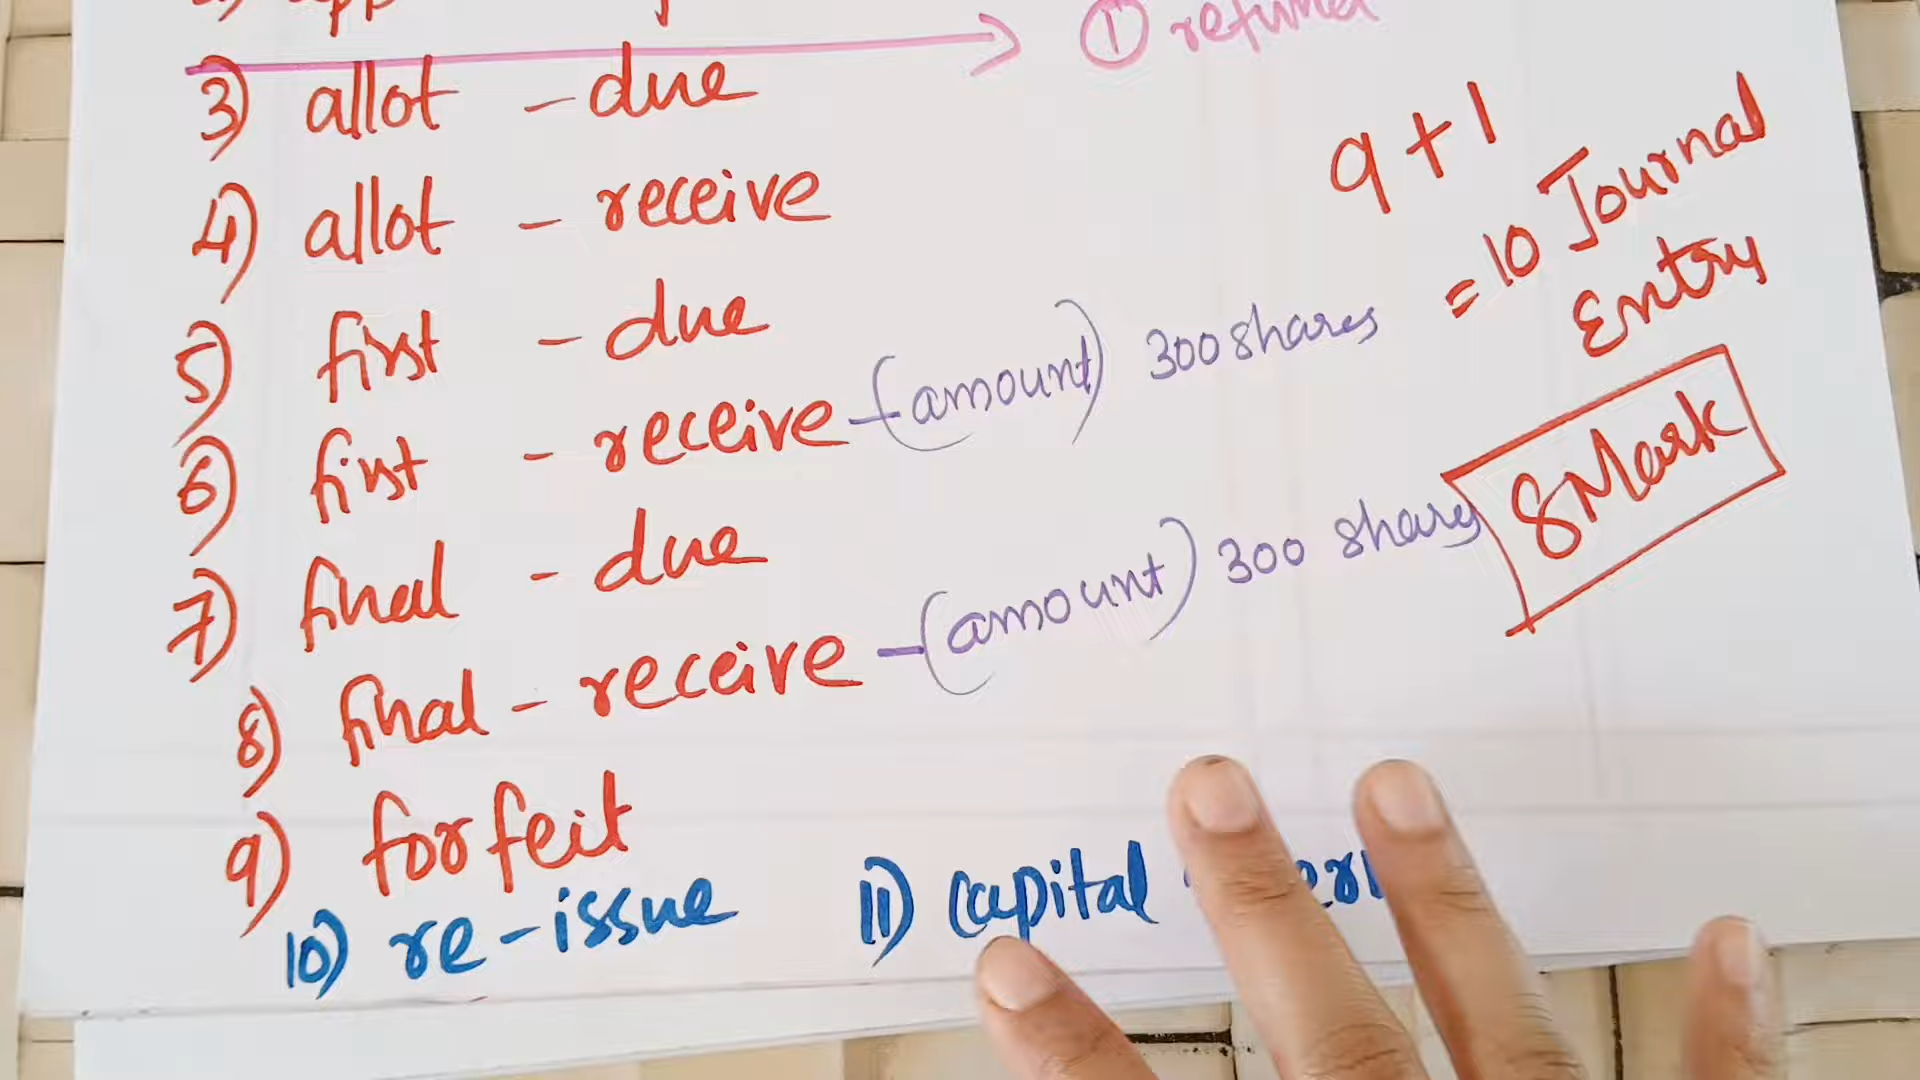 ① refund
3) allot - due
4) allot - receive
5) first - due
6) first - receive - (amount) 300 shares
7) final - due
8) final - receive - (amount) 300 shares
9) forfeit
10) re-issue
11) capital
9 + 1
= 10 Journal
Entry
8 Mark